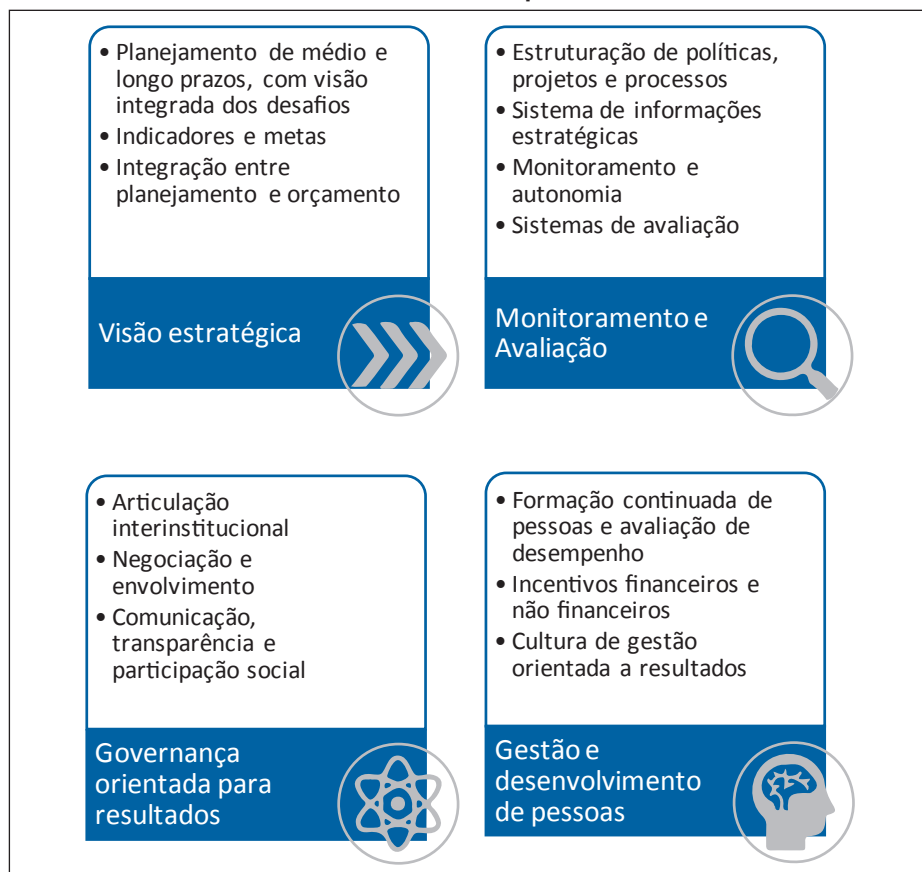 • Planejamento de médio e
longo prazos, com visão
integrada dos desafios
• Indicadores e metas
• Integração entre
planejamento e orçamento
Visão estratégica
• Estruturação de políticas,
projetos e processos
• Sistema de informações
estratégicas
• Monitoramento e
autonomia
• Sistemas de avaliação
Monitoramento e
Avaliação
• Articulação
interinstitucional
• Negociação e
envolvimento
• Comunicação,
transparência e
participação social
Governança
orientada para
resultados
• Formação continuada de
pessoas e avaliação de
desempenho
• Incentivos financeiros e
não financeiros
• Cultura de gestão
orientada a resultados
Gestão e
desenvolvimento
de pessoas